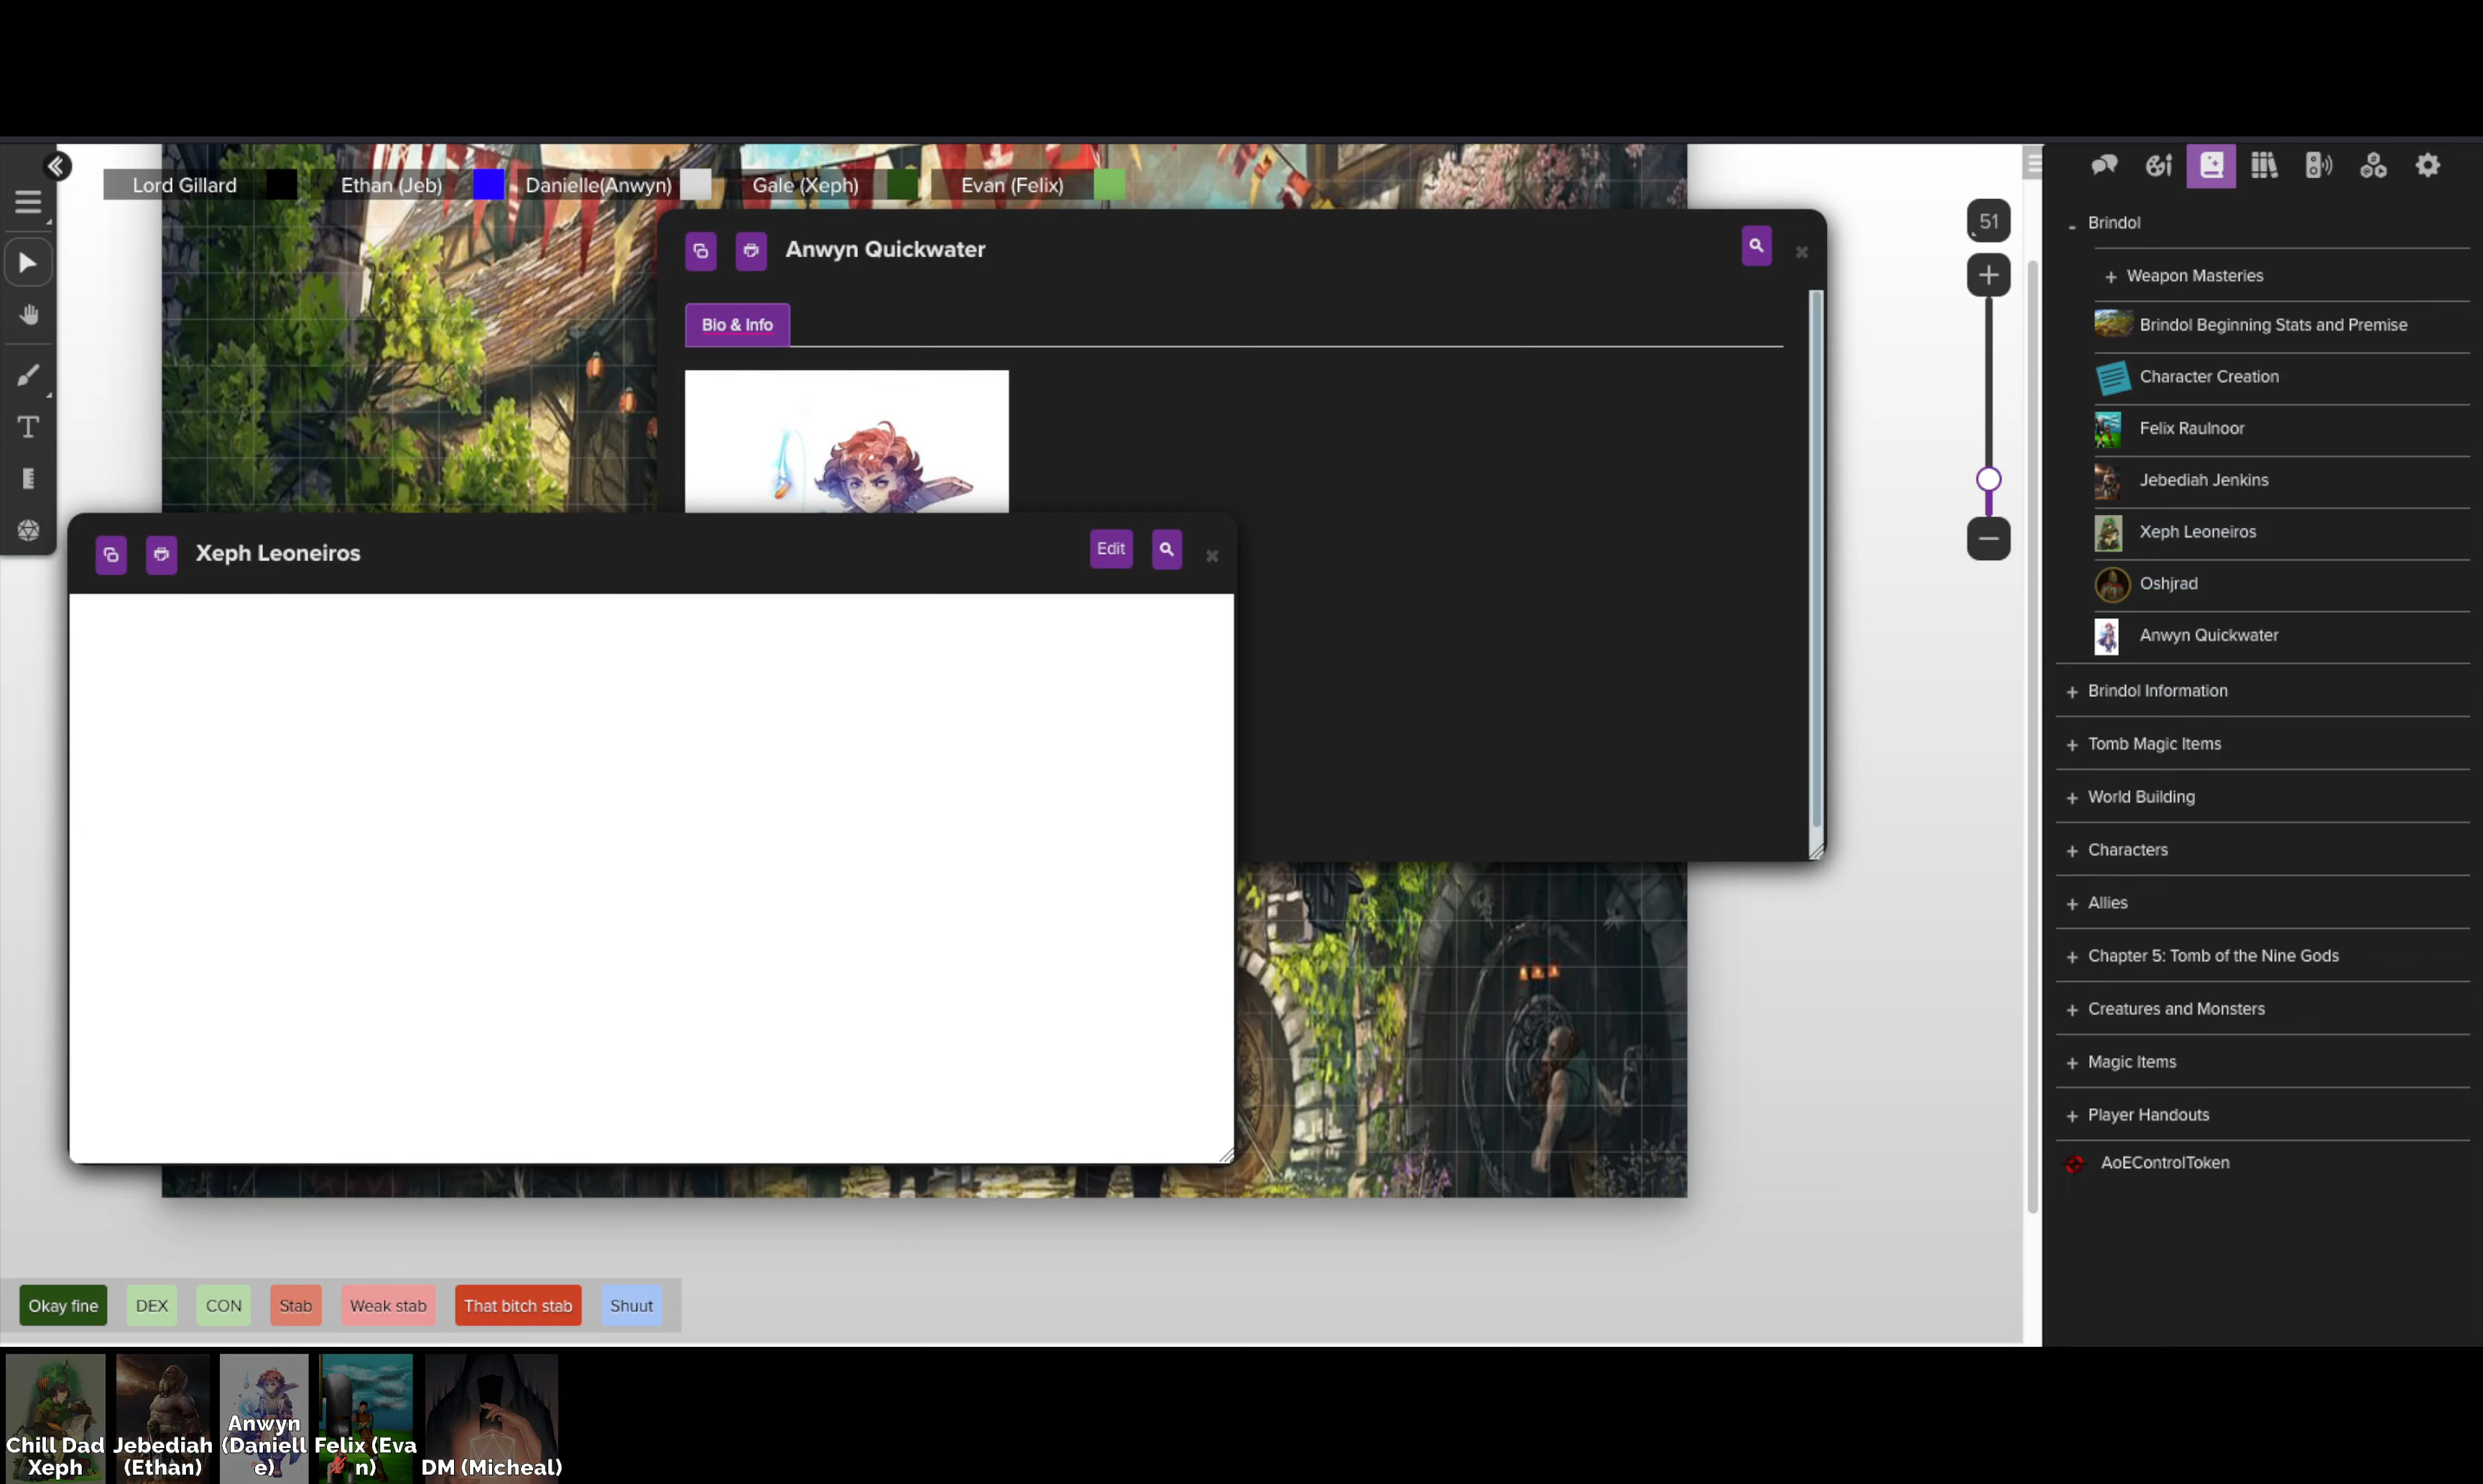 Lord Gillard
Ethan (Jeb)
Danielle(Anwyn)
Gale (Xeph)
Evan (Felix)
51
Anwyn Quickwater
Bio & Info
Xeph Leoneiros
Edit
Brindol
Weapon Masteries
Brindol Beginning Stats and Premise
Character Creation
Felix Raulnoor
Jebediah Jenkins
Xeph Leoneiros
Oshjrad
Anwyn Quickwater
Brindol Information
Tomb Magic Items
World Building
Characters
Allies
Chapter 5: Tomb of the Nine Gods
Creatures and Monsters
Magic Items
Player Handouts
AoEControlToken
Okay fine
DEX
CON
Stab
Weak stab
That bitch stab
Shuut
Chill Dad
Xeph
Jebediah
(Ethan)
Anwyn
(Daniell
e)
Felix (Eva
n)
DM (Micheal)